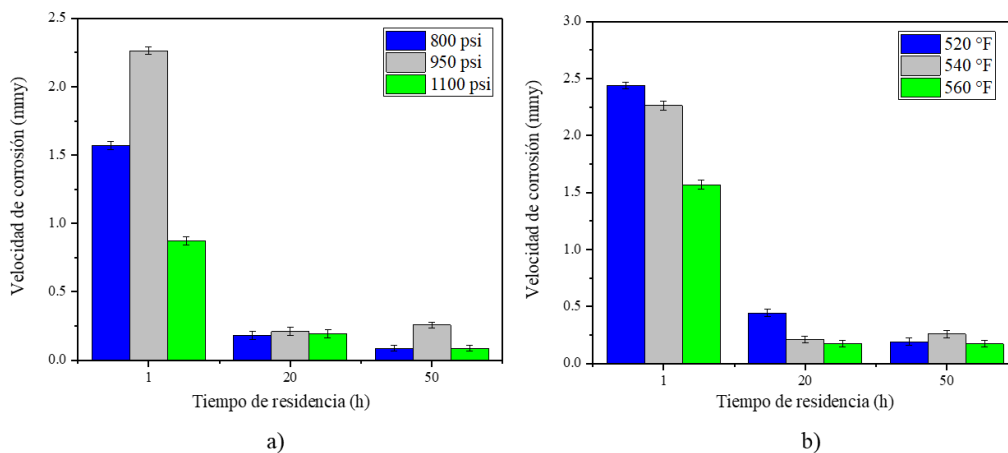 2.5
2.0
1.5
1.0
0.5
0.0
Velocidad de corrosión (mmy)
800 psi
950 psi
1100 psi
1
20
50
Tiempo de residencia (h)
a)
3.0
2.5
2.0
1.5
1.0
0.5
0.0
Velocidad de corrosión (mmy)
520 °F
540 °F
560 °F
1
20
50
Tiempo de residencia (h)
b)